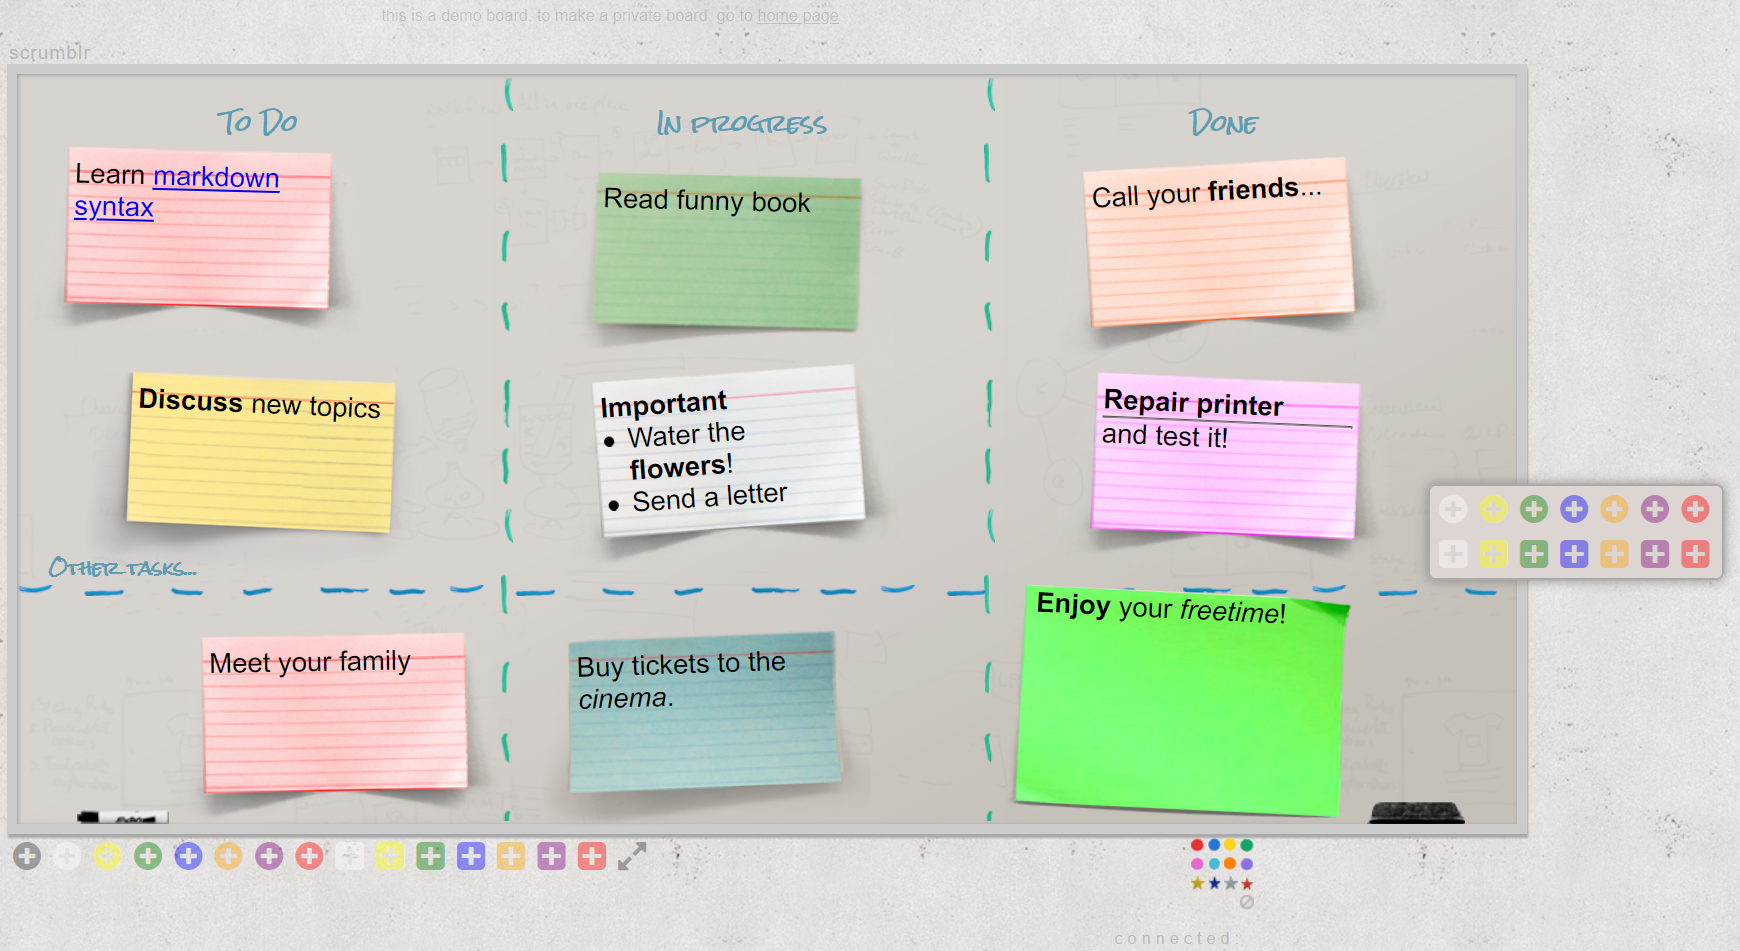 this is a demo board. to make a private board, go to home page
scrumblr
To Do
In progress
Done
Learn markdown
syntax
Read funny book
Call your friends...
Discuss new topics
Important
• Water the
flowers!
• Send a letter
Repair printer
and test it!
Other tasks...
Meet your family
Buy tickets to the
cinema.
Enjoy your freetime!
connected: